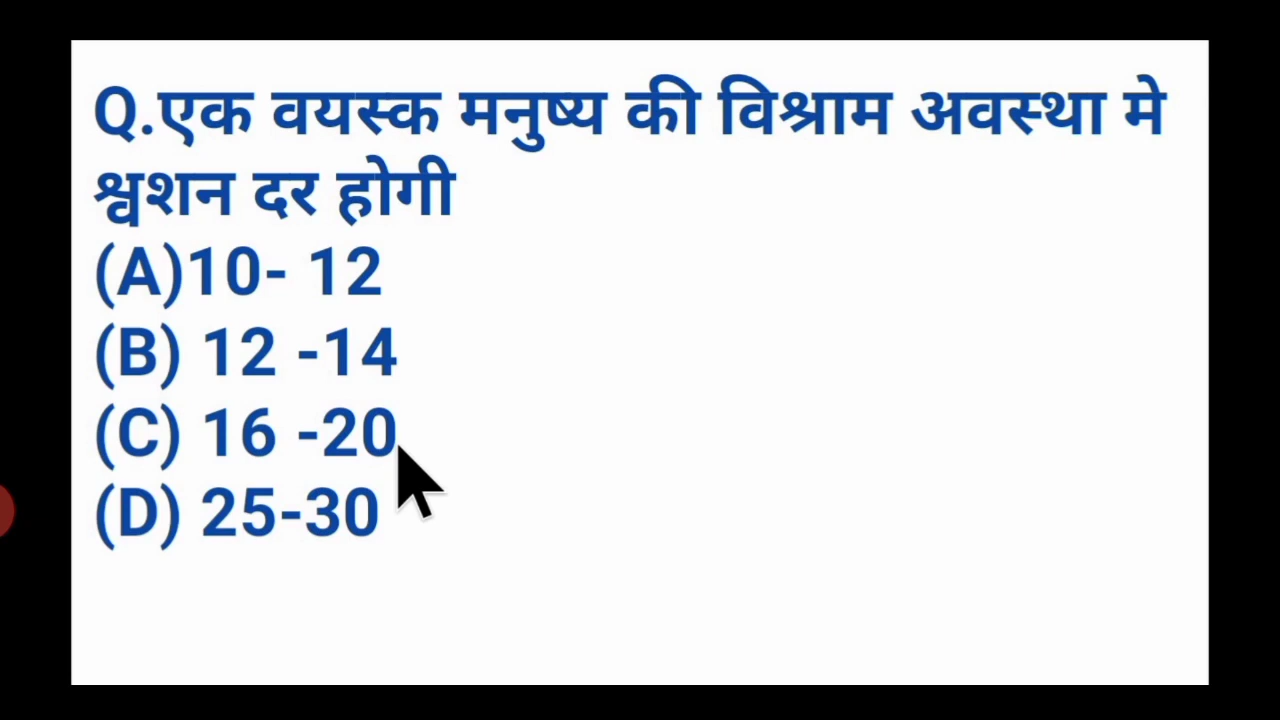 Q.एक वयस्क मनुष्य की विश्राम अवस्था मे
श्वशन दर होगी
(A)10- 12
(B) 12 -14
(C) 16 -20
(D) 25-30